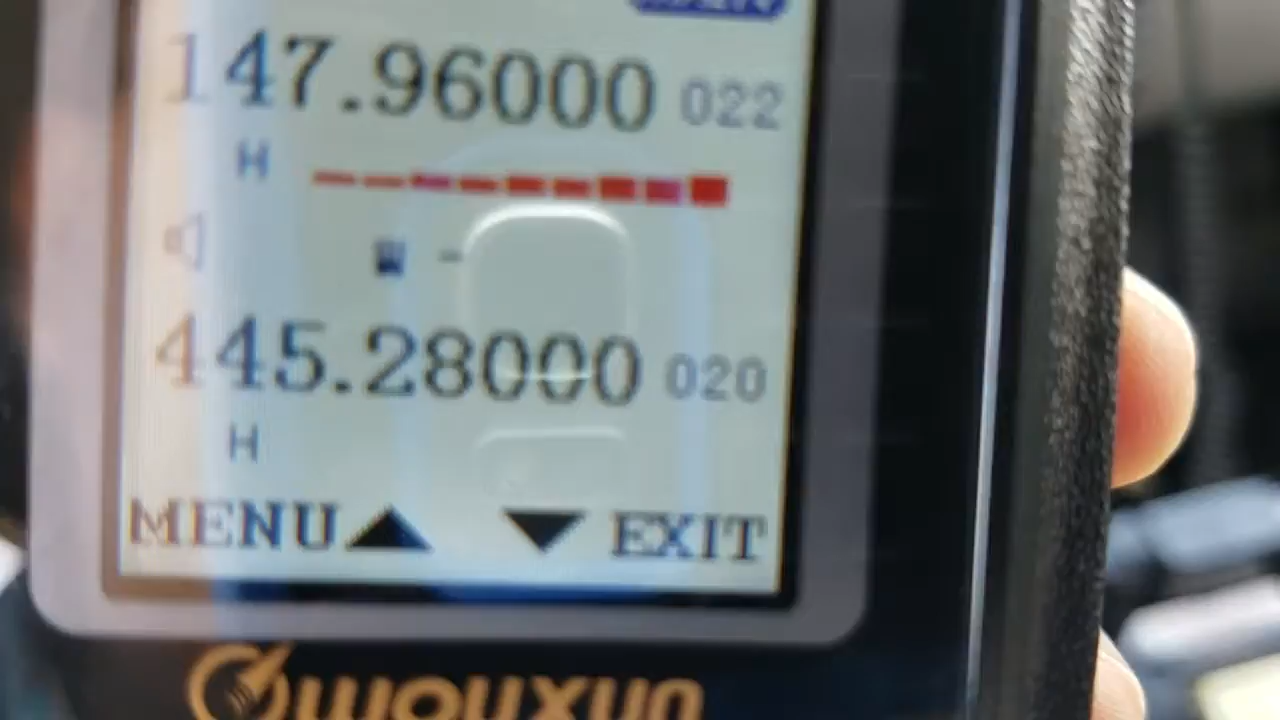 147.96000 022
H
445.28000 020
H
MENU EXIT
WOUXUN